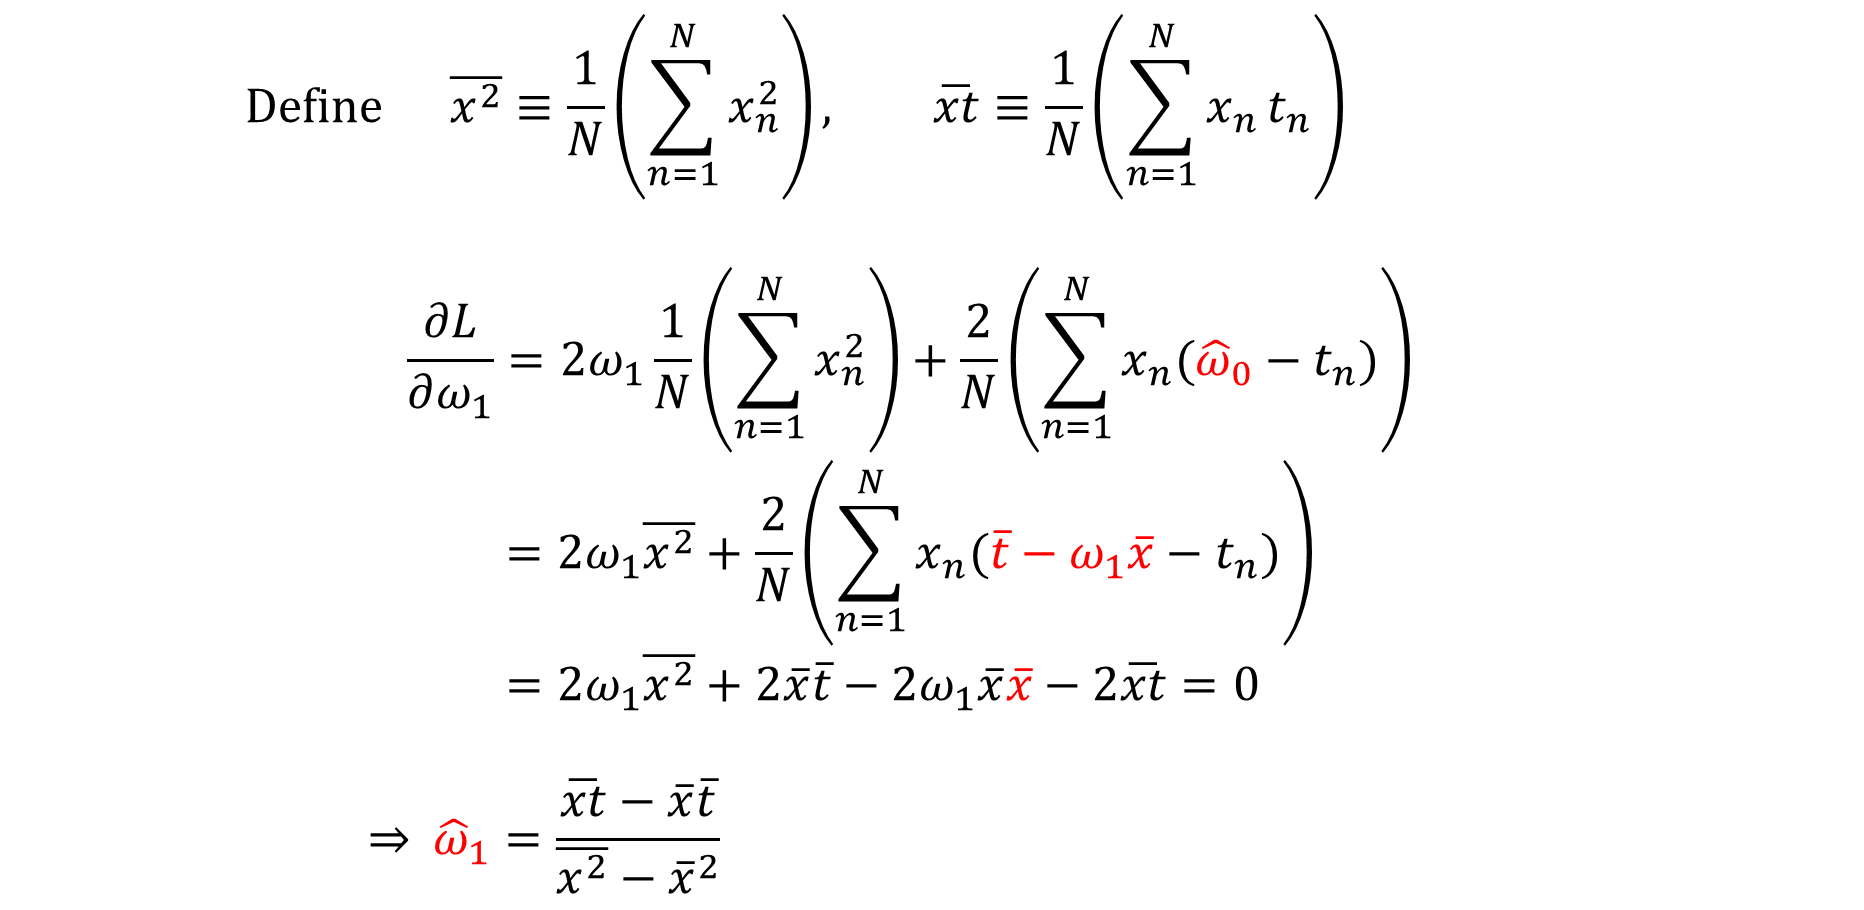 Define $\overline{x^2} \equiv \frac{1}{N}\left(\sum_{n=1}^{N} x_n^2\right),\quad \overline{xt} \equiv \frac{1}{N}\left(\sum_{n=1}^{N} x_n t_n\right)$
$\frac{\partial L}{\partial \omega_1} = 2\omega_1 \frac{1}{N}\left(\sum_{n=1}^{N} x_n^2\right) + \frac{2}{N}\left(\sum_{n=1}^{N} x_n(\widehat{\omega}_0 - t_n)\right)$
$= 2\omega_1 \overline{x^2} + \frac{2}{N}\left(\sum_{n=1}^{N} x_n(\bar{t} - \omega_1 \bar{x} - t_n)\right)$
$= 2\omega_1 \overline{x^2} + 2\bar{x}\bar{t} - 2\omega_1 \bar{x}\bar{x} - 2\overline{xt} = 0$
$\Rightarrow \widehat{\omega}_1 = \frac{\overline{xt} - \bar{x}\bar{t}}{\overline{x^2} - \bar{x}^2}$